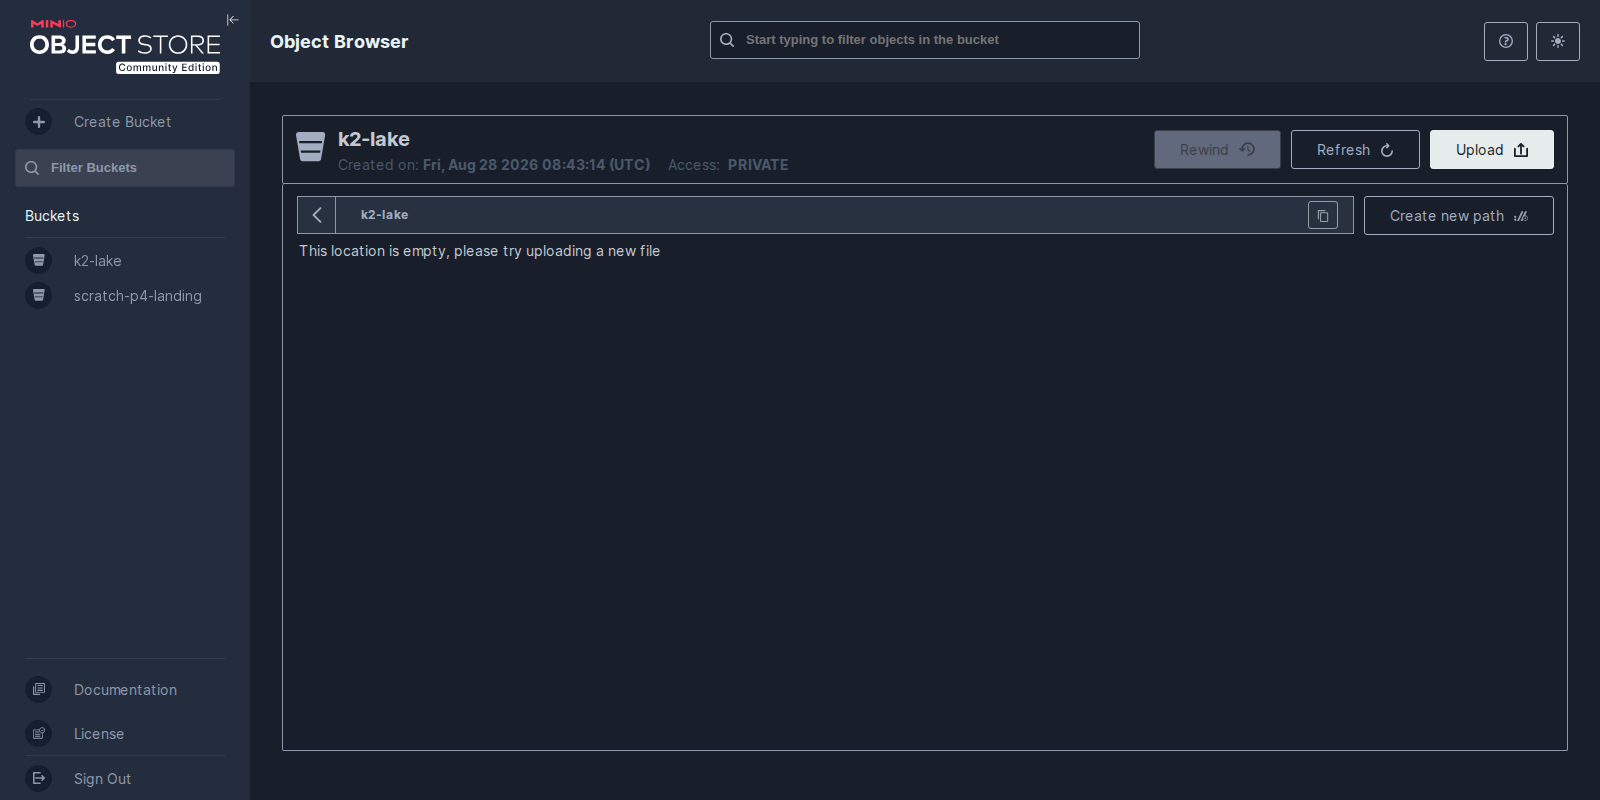 MINIO
OBJECT STORE
Community Edition
Create Bucket
Filter Buckets
Buckets
k2-lake
scratch-p4-landing
Documentation
License
Sign Out
Object Browser
Start typing to filter objects in the bucket
k2-lake
Created on: Fri, Aug 28 2026 08:43:14 (UTC) Access: PRIVATE
Rewind
Refresh
Upload
k2-lake
Create new path
This location is empty, please try uploading a new file